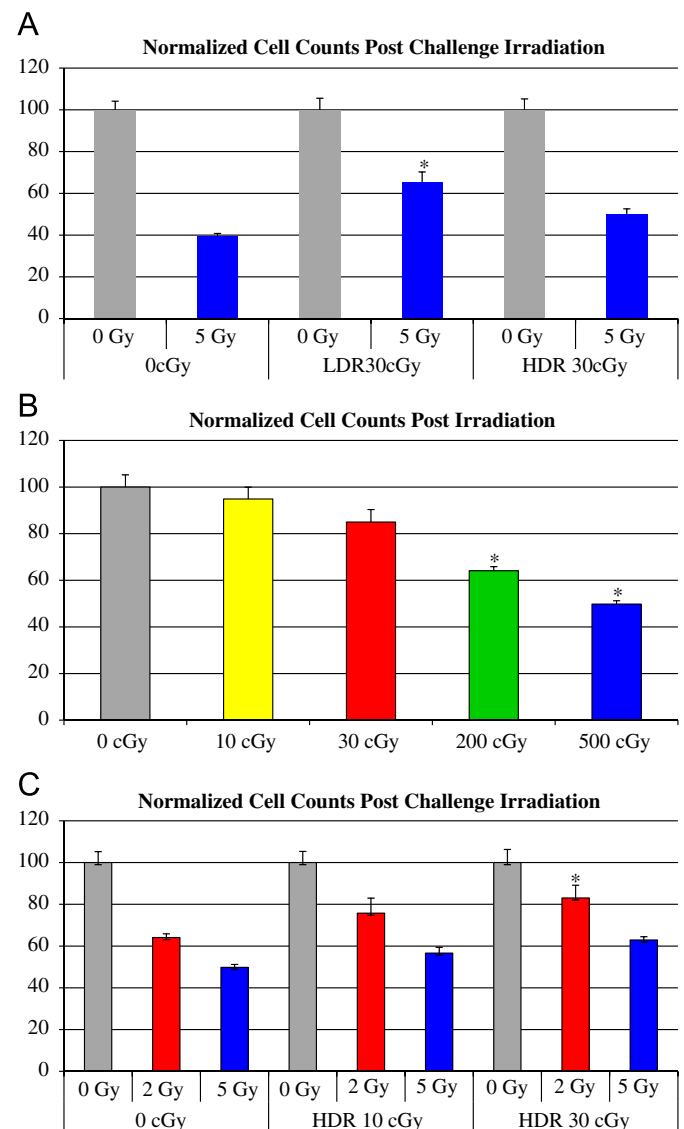 A
Normalized Cell Counts Post Challenge Irradiation
120
100
80
60
40
20
0
*
0 Gy 5 Gy 0 Gy 5 Gy 0 Gy 5 Gy
0cGy LDR30cGy HDR 30cGy
B
Normalized Cell Counts Post Irradiation
120
100
80
60
40
20
0
* *
0 cGy 10 cGy 30 cGy 200 cGy 500 cGy
C
Normalized Cell Counts Post Challenge Irradiation
120
100
80
60
40
20
0
*
0 Gy 2 Gy 5 Gy 0 Gy 2 Gy 5 Gy 0 Gy 2 Gy 5 Gy
0 cGy HDR 10 cGy HDR 30 cGy